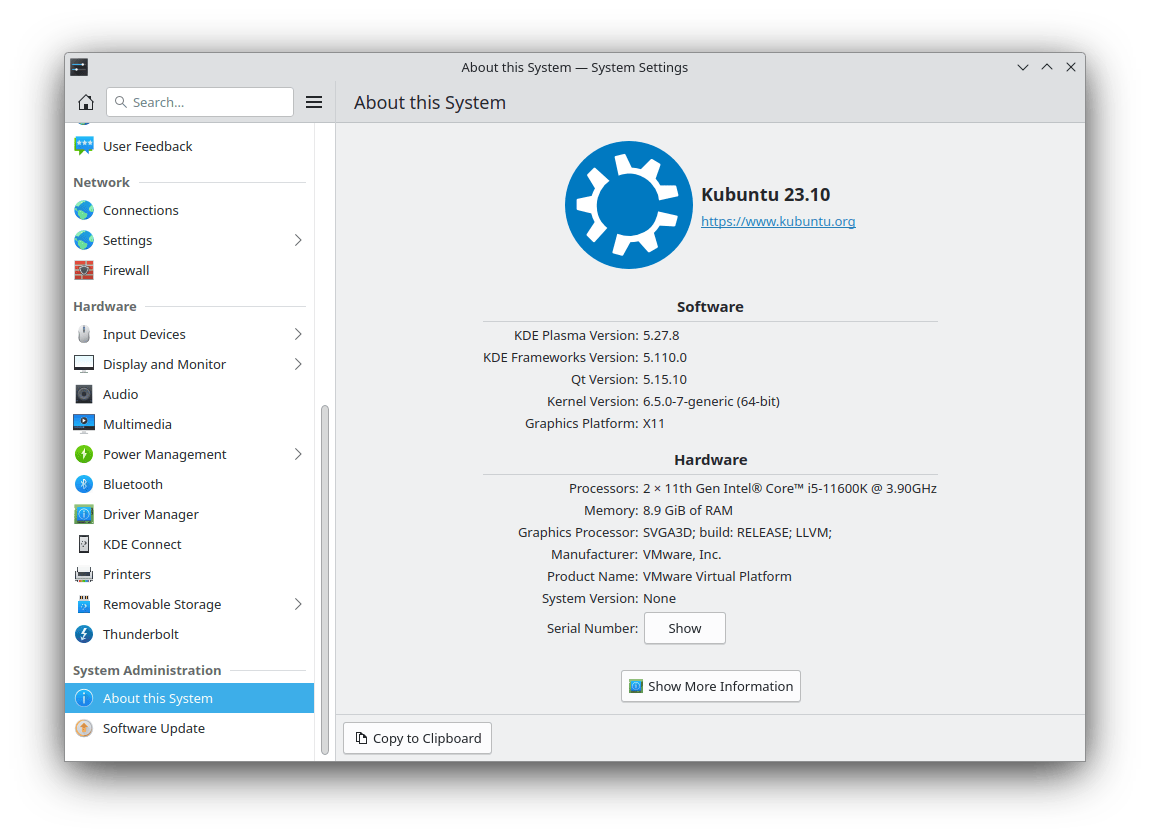 About this System — System Settings
Search...
About this System
User Feedback
Network
Connections
Settings
Firewall
Hardware
Input Devices
Display and Monitor
Audio
Multimedia
Power Management
Bluetooth
Driver Manager
KDE Connect
Printers
Removable Storage
Thunderbolt
System Administration
About this System
Software Update
Kubuntu 23.10
https://www.kubuntu.org
Software
KDE Plasma Version: 5.27.8
KDE Frameworks Version: 5.110.0
Qt Version: 5.15.10
Kernel Version: 6.5.0-7-generic (64-bit)
Graphics Platform: X11
Hardware
Processors: 2 × 11th Gen Intel® Core™ i5-11600K @ 3.90GHz
Memory: 8.9 GiB of RAM
Graphics Processor: SVGA3D; build: RELEASE; LLVM;
Manufacturer: VMware, Inc.
Product Name: VMware Virtual Platform
System Version: None
Serial Number: Show
Show More Information
Copy to Clipboard